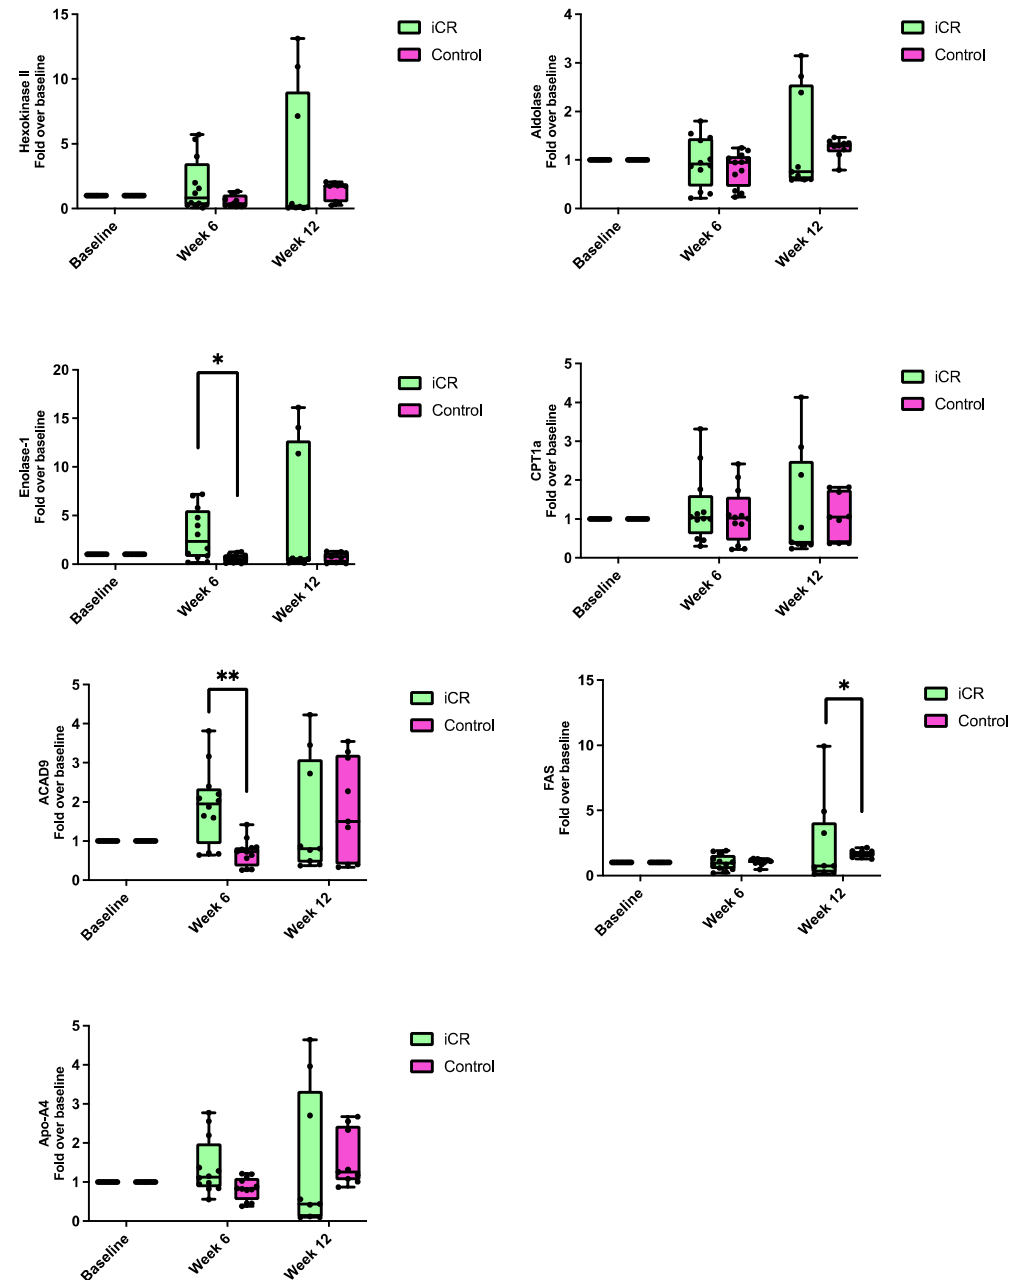 15
10
5
0
Hexokinase II
Fold over baseline
Baseline
Week 6
Week 12
iCR
Control
4
3
2
1
0
Aldolase
Fold over baseline
Baseline
Week 6
Week 12
iCR
Control
20
15
10
5
0
Enolase-1
Fold over baseline
*
Baseline
Week 6
Week 12
iCR
Control
5
4
3
2
1
0
CPT1a
Fold over baseline
Baseline
Week 6
Week 12
iCR
Control
5
4
3
2
1
0
ACAD9
Fold over baseline
**
Baseline
Week 6
Week 12
iCR
Control
15
10
5
0
FAS
Fold over baseline
*
Baseline
Week 6
Week 12
iCR
Control
5
4
3
2
1
0
Apo-A4
Fold over baseline
Baseline
Week 6
Week 12
iCR
Control